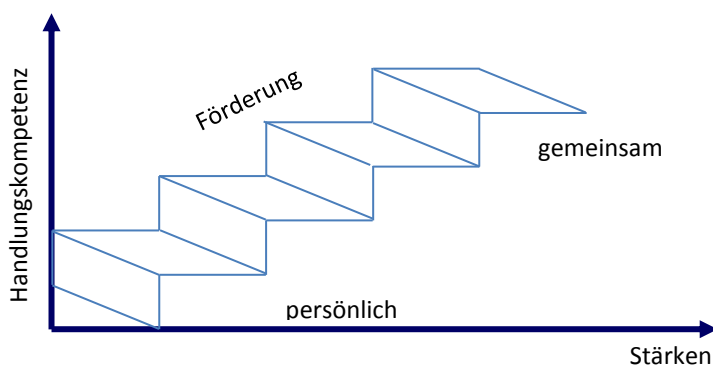 Handlungskompetenz
Förderung
gemeinsam
persönlich
Stärken